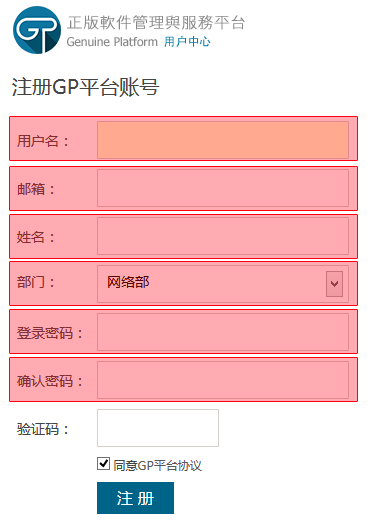 GP 正版軟件管理與服務平台
Genuine Platform 用户中心
注册GP平台账号
用户名：
邮箱：
姓名：
部门： 网络部
登录密码：
确认密码：
验证码：
同意GP平台协议
注 册